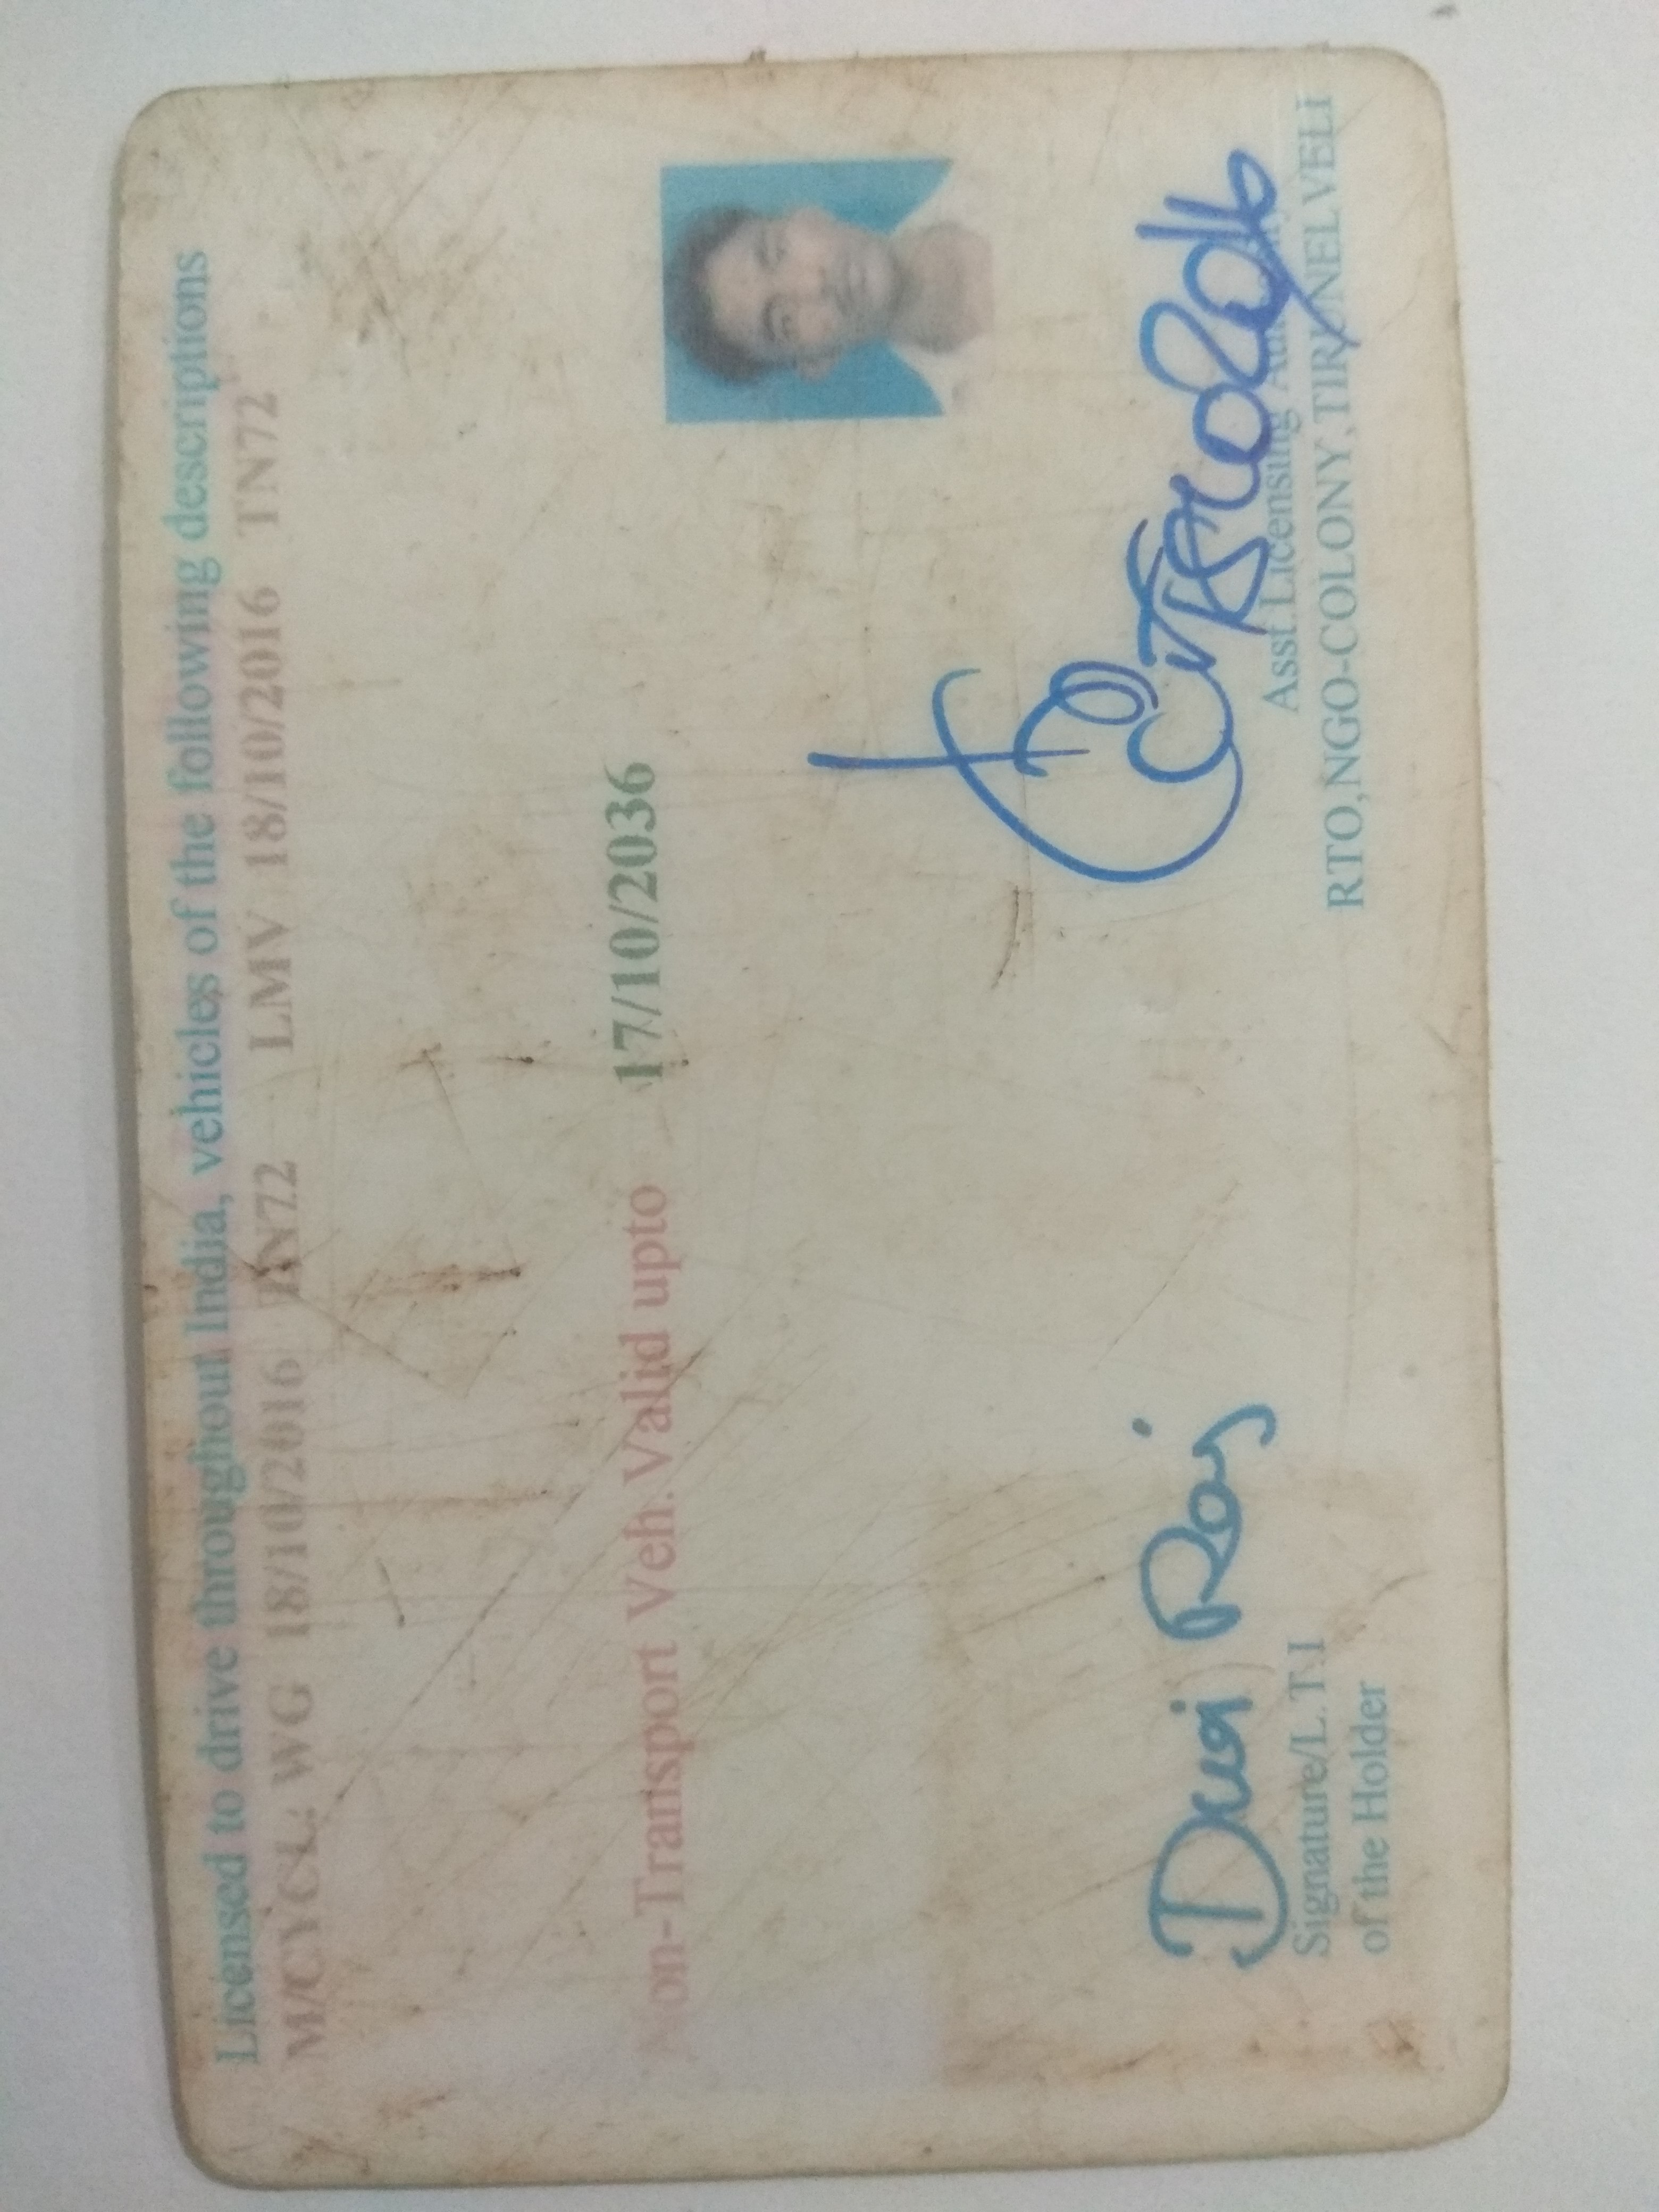 Licensed to drive throughout India, vehicles of the following descriptions
M/CYCL. WG 18/10/2016 TN72 LMV 18/10/2016 TN72
Non-Transport Veh.Valid upto 17/10/2036
Raj
Signature/L.T.I
of the Holder
Asst.Licensing
RTO,NGO-COLONY,TIRUNELVELI